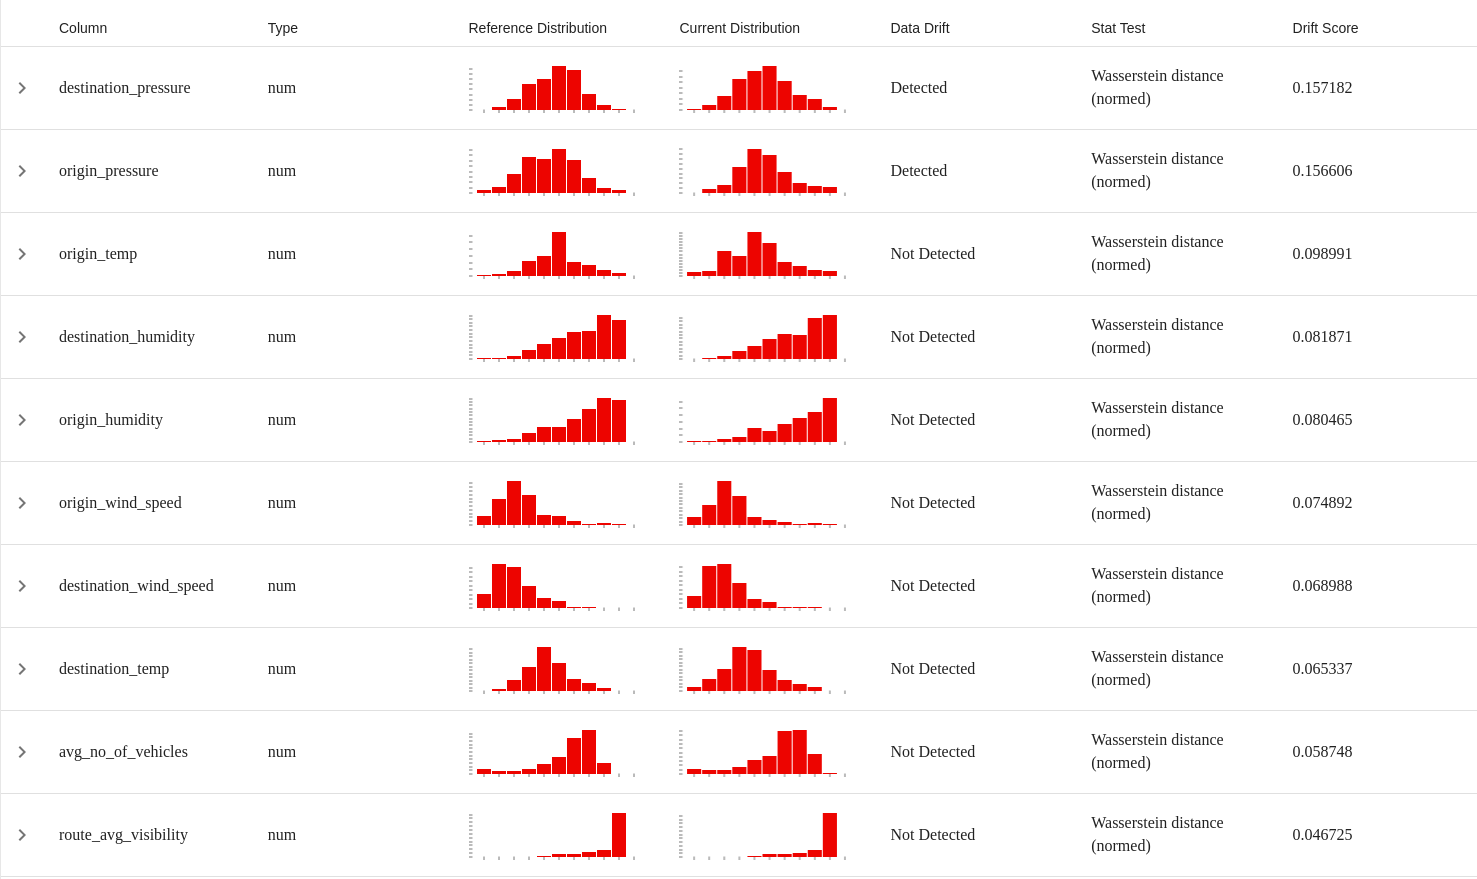 Column Type Reference Distribution Current Distribution Data Drift Stat Test Drift Score
destination_pressure num Detected Wasserstein distance (normed) 0.157182
origin_pressure num Detected Wasserstein distance (normed) 0.156606
origin_temp num Not Detected Wasserstein distance (normed) 0.098991
destination_humidity num Not Detected Wasserstein distance (normed) 0.081871
origin_humidity num Not Detected Wasserstein distance (normed) 0.080465
origin_wind_speed num Not Detected Wasserstein distance (normed) 0.074892
destination_wind_speed num Not Detected Wasserstein distance (normed) 0.068988
destination_temp num Not Detected Wasserstein distance (normed) 0.065337
avg_no_of_vehicles num Not Detected Wasserstein distance (normed) 0.058748
route_avg_visibility num Not Detected Wasserstein distance (normed) 0.046725